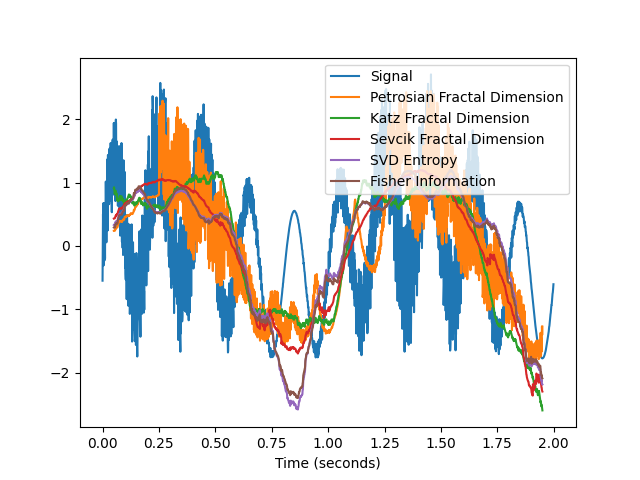 Signal
Petrosian Fractal Dimension
Katz Fractal Dimension
Sevcik Fractal Dimension
SVD Entropy
Fisher Information
2
1
0
−1
−2
0.00 0.25 0.50 0.75 1.00 1.25 1.50 1.75 2.00
Time (seconds)